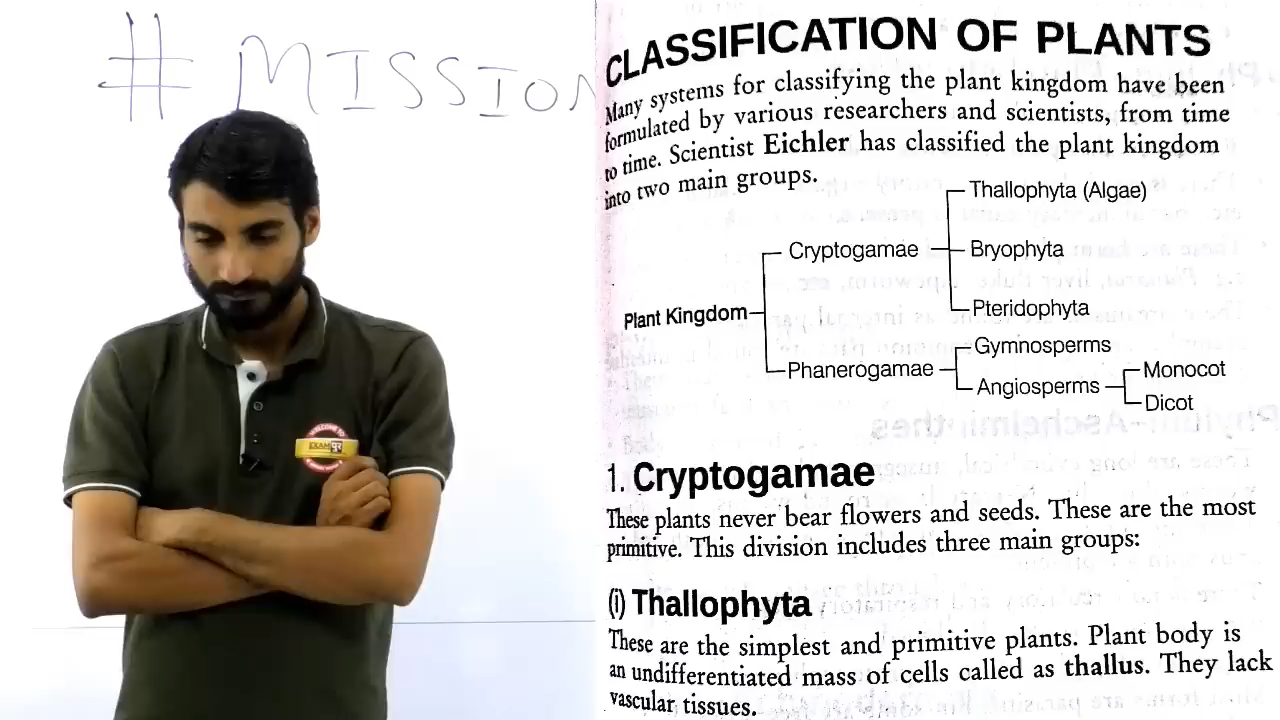 # MISSION
WELCOME TO
EXAM
CLASSIFICATION OF PLANTS
Many systems for classifying the plant kingdom have been
formulated by various researchers and scientists, from time
to time. Scientist Eichler has classified the plant kingdom
into two main groups.
Thallophyta (Algae)
Cryptogamae
Bryophyta
Pteridophyta
Plant Kingdom
Gymnosperms
Phanerogamae
Angiosperms
Monocot
Dicot
1. Cryptogamae
These plants never bear flowers and seeds. These are the most
primitive. This division includes three main groups:
(i) Thallophyta
These are the simplest and primitive plants. Plant body is
an undifferentiated mass of cells called as thallus. They lack
vascular tissues.